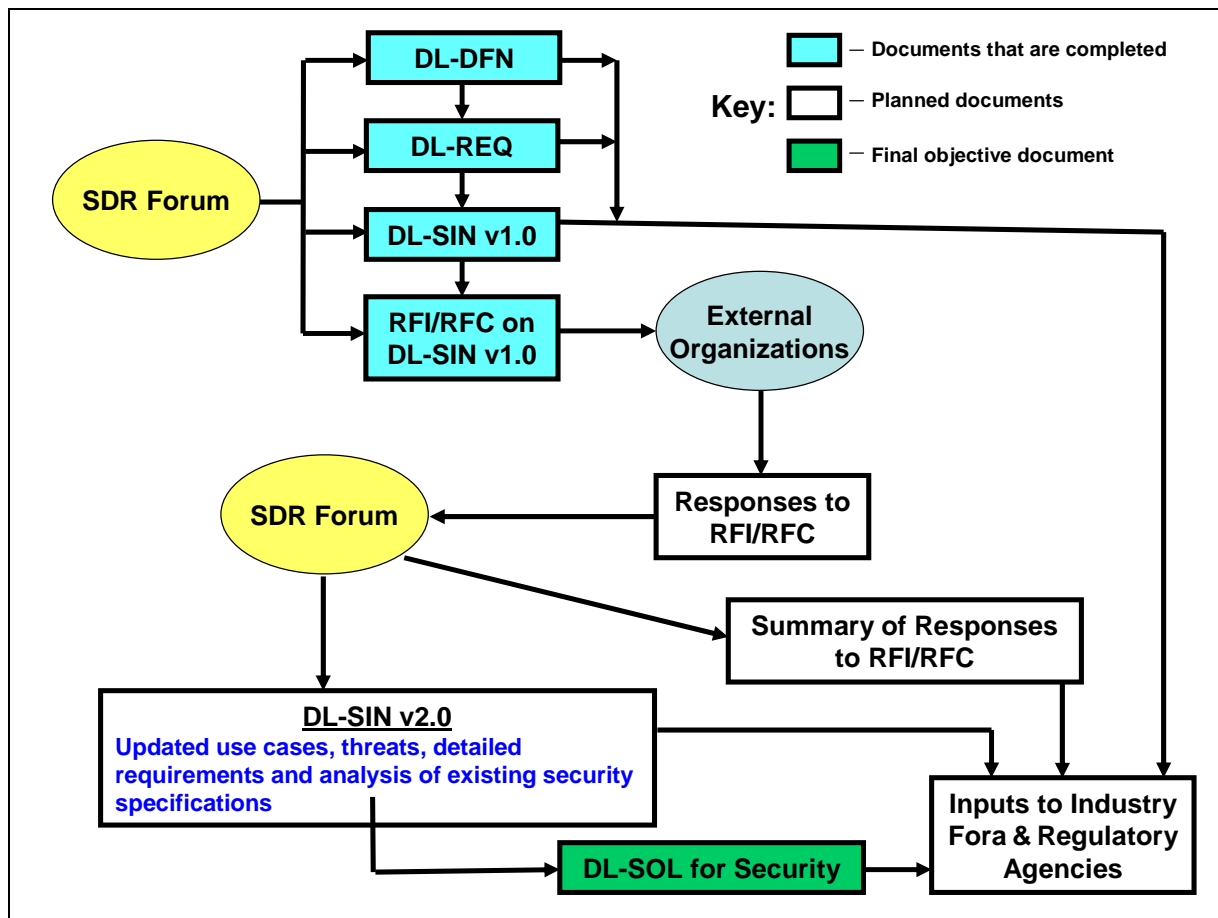 DL-DFN
DL-REQ
DL-SIN v1.0
RFI/RFC on
DL-SIN v1.0
SDR Forum
Key:
– Documents that are completed
– Planned documents
– Final objective document
External
Organizations
Responses to
RFI/RFC
SDR Forum
Summary of Responses
to RFI/RFC
DL-SIN v2.0
Updated use cases, threats, detailed
requirements and analysis of existing security
specifications
DL-SOL for Security
Inputs to Industry
Fora & Regulatory
Agencies